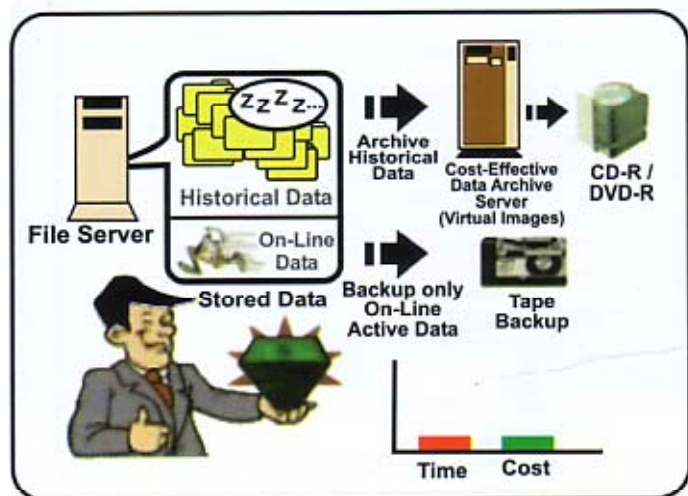 File Server
z z z z...
Historical Data
On-Line
Data
Stored Data
Archive
Historical
Data
Cost-Effective
Data Archive
Server
(Virtual Images)
CD-R /
DVD-R
Backup only
On-Line
Active Data
Tape
Backup
Time
Cost